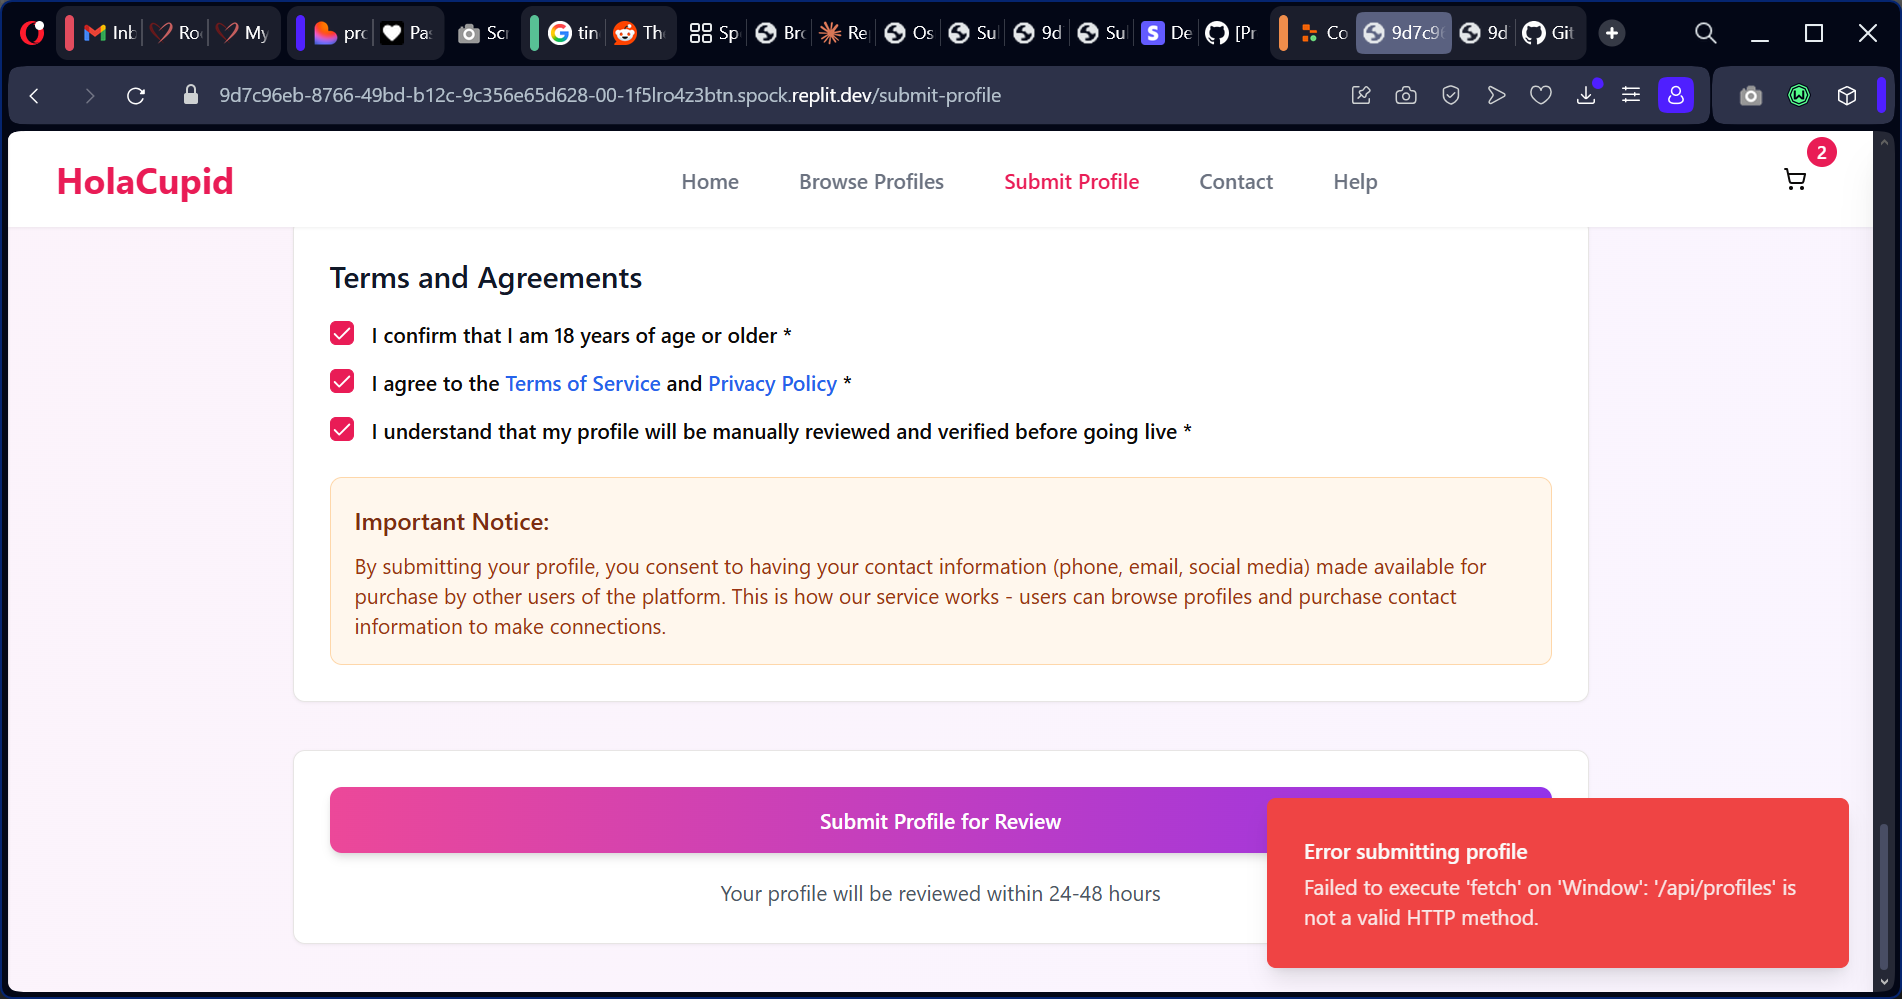 Inb
Ro
My
pro
Pa
Scr
tin
Th
Sp
Bro
Re
Os
Su
9d
Su
De
[Pr
Co
9d7c96
9d
Git
9d7c96eb-8766-49bd-b12c-9c356e65d628-00-1f5lro4z3btn.spock.replit.dev/submit-profile
HolaCupid
Home
Browse Profiles
Submit Profile
Contact
Help
2
Terms and Agreements
I confirm that I am 18 years of age or older *
I agree to the Terms of Service and Privacy Policy *
I understand that my profile will be manually reviewed and verified before going live *
Important Notice:
By submitting your profile, you consent to having your contact information (phone, email, social media) made available for
purchase by other users of the platform. This is how our service works - users can browse profiles and purchase contact
information to make connections.
Submit Profile for Review
Your profile will be reviewed within 24-48 hours
Error submitting profile
Failed to execute 'fetch' on 'Window': '/api/profiles' is
not a valid HTTP method.